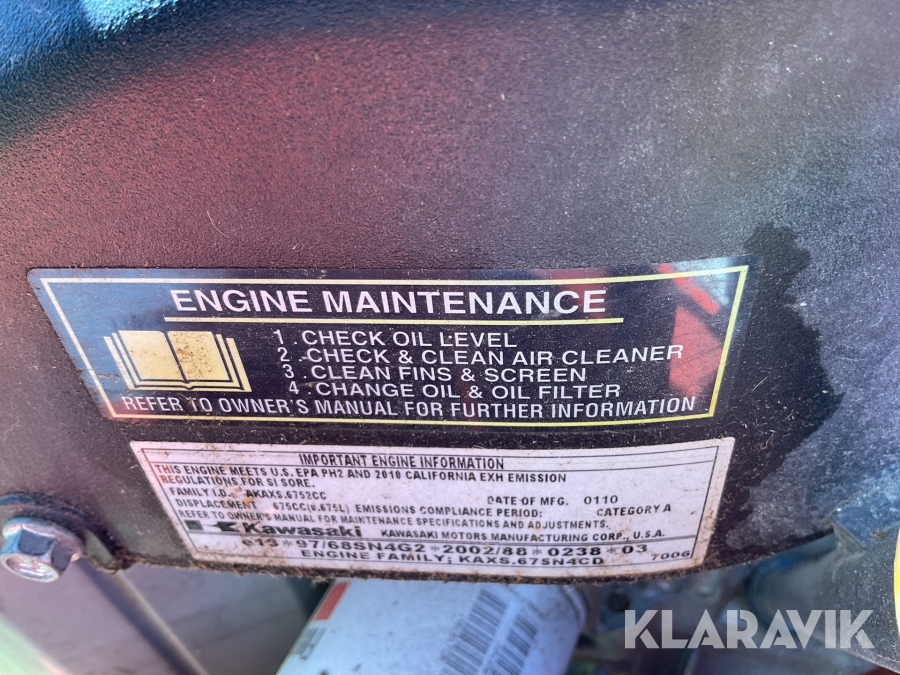 ENGINE MAINTENANCE
1. CHECK OIL LEVEL
2. CHECK & CLEAN AIR CLEANER
3. CLEAN FINS & SCREEN
4. CHANGE OIL & OIL FILTER
REFER TO OWNER'S MANUAL FOR FURTHER INFORMATION
IMPORTANT ENGINE INFORMATION
THIS ENGINE MEETS U.S. EPA PH2 AND 2010 CALIFORNIA EXH EMISSION
REGULATIONS FOR SI SORE.
FAMILY I.D. AKAXS.6752CC DATE OF MFG. 0110
DISPLACEMENT 675CC(0.675L) EMISSIONS COMPLIANCE PERIOD: CATEGORY A
REFER TO OWNER'S MANUAL FOR MAINTENANCE SPECIFICATIONS AND ADJUSTMENTS
Kawasaki KAWASAKI MOTORS MANUFACTURING CORP., U.S.A.
e13*97/68SN4G2*2002/88*0238*03
ENGINE FAMILY; KAXS.675N4CD 7006
KLARAVIK